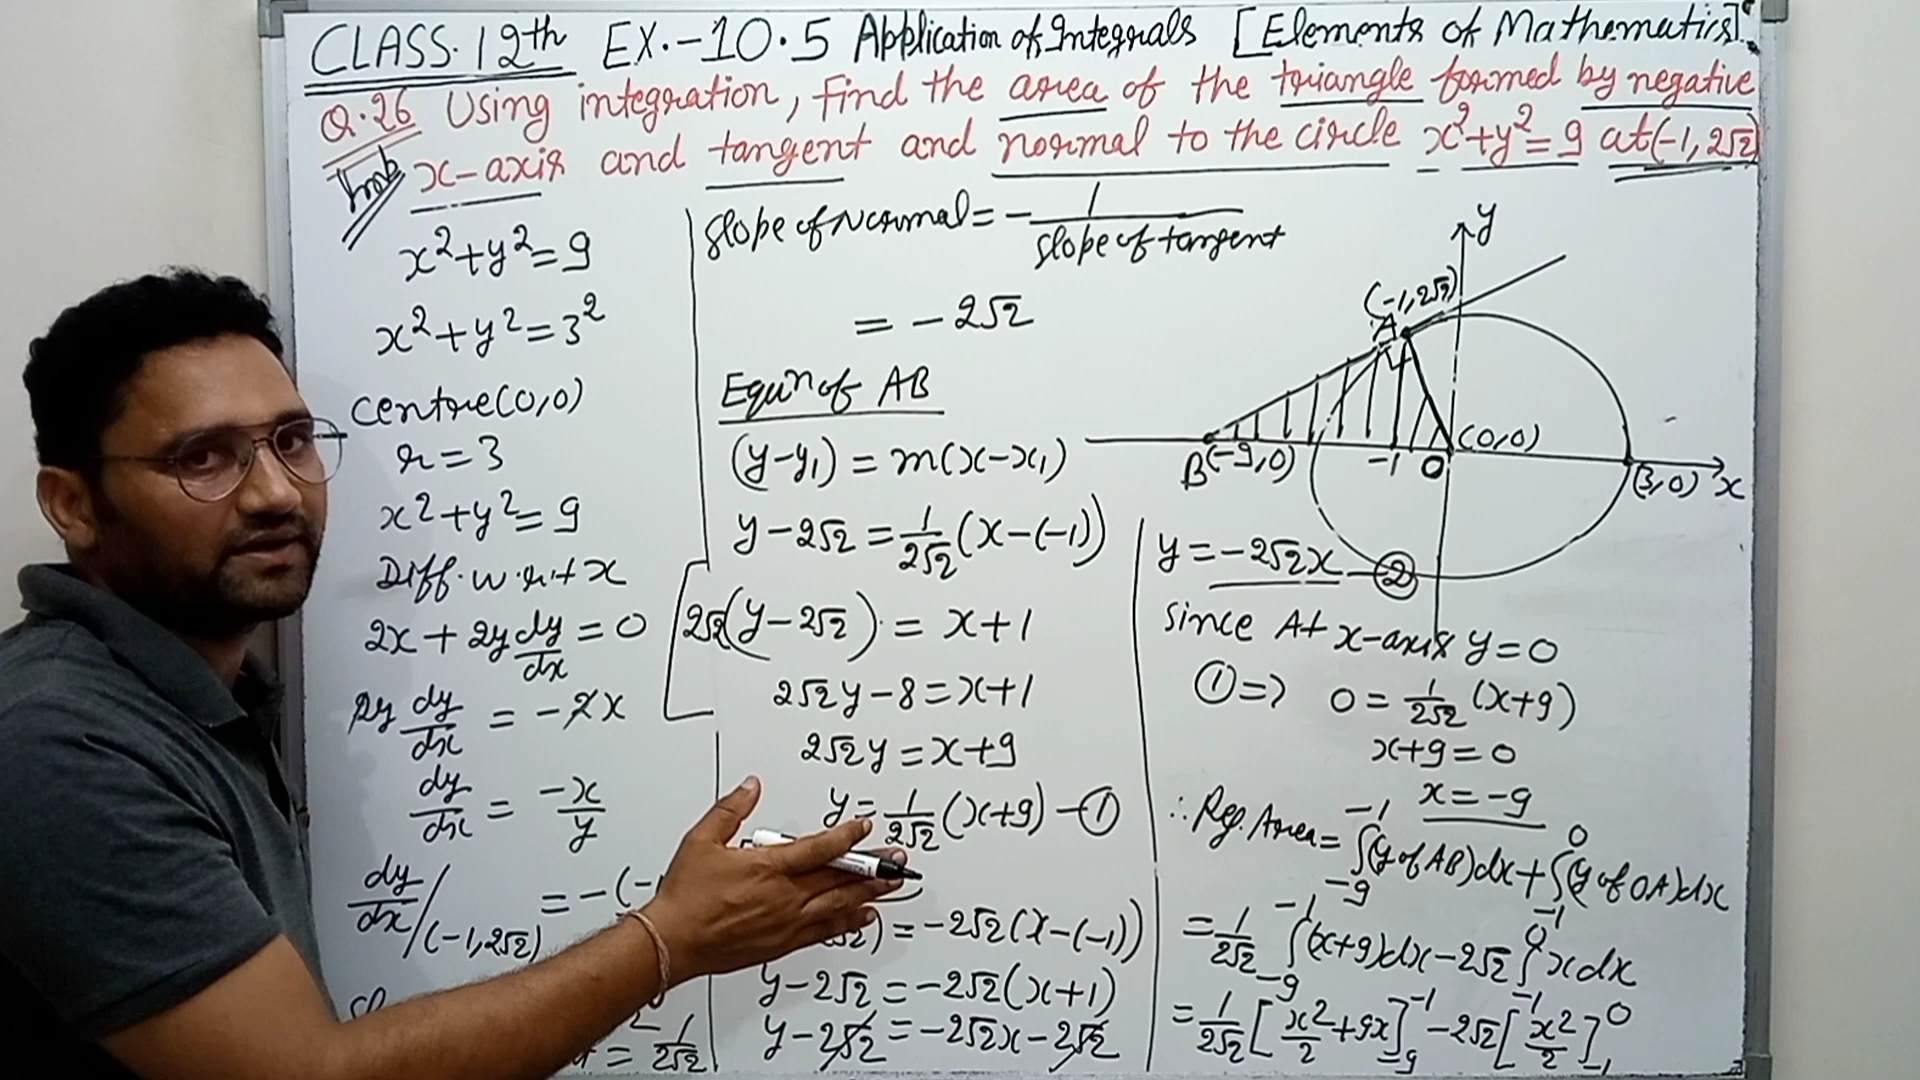 CLASS. 12th EX.-10.5 Application of Integrals [Elements of Mathematics]
Q.26 Using integration, Find the area of the triangle formed by negative
Imb x-axis and tangent and normal to the circle x²+y²=9 at(-1,2√2)
x²+y²=9
x²+y²=3²
centre(0,0)
r=3
x²+y²=9
Diff. w.r.t x
2x+2y dy/dx=0
2y dy/dx = -2x
dy/dx = -x/y
dy/dx/(-1,2√2) = -(-
= 1/2√2
slope of Normal = -1/slope of tangent
= -2√2
Equn of AB
(y-y₁)=m(x-x₁)
y-2√2=1/2√2(x-(-1))
2√2(y-2√2)=x+1
2√2y-8=x+1
2√2y=x+9
y=1/2√2(x+9)-①
√2)=-2√2(x-(-1))
y-2√2=-2√2(x+1)
y-2√2=-2√2x-2√2
y
(-1,2√2)
A
B(-9,0) -1 O (0,0) (3,0) x
y=-2√2x-②
since At x-axis y=0
①=> 0=1/2√2(x+9)
x+9=0
x=-9
∴ Req. Area=∫₋₉⁻¹(y of AB)dx+∫₋₁⁰(y of OA)dx
=1/2√2 ∫₋₉⁻¹(x+9)dx-2√2∫₋₁⁰xdx
=1/2√2[x²/2+9x]₋₉⁻¹-2√2[x²/2]₋₁⁰